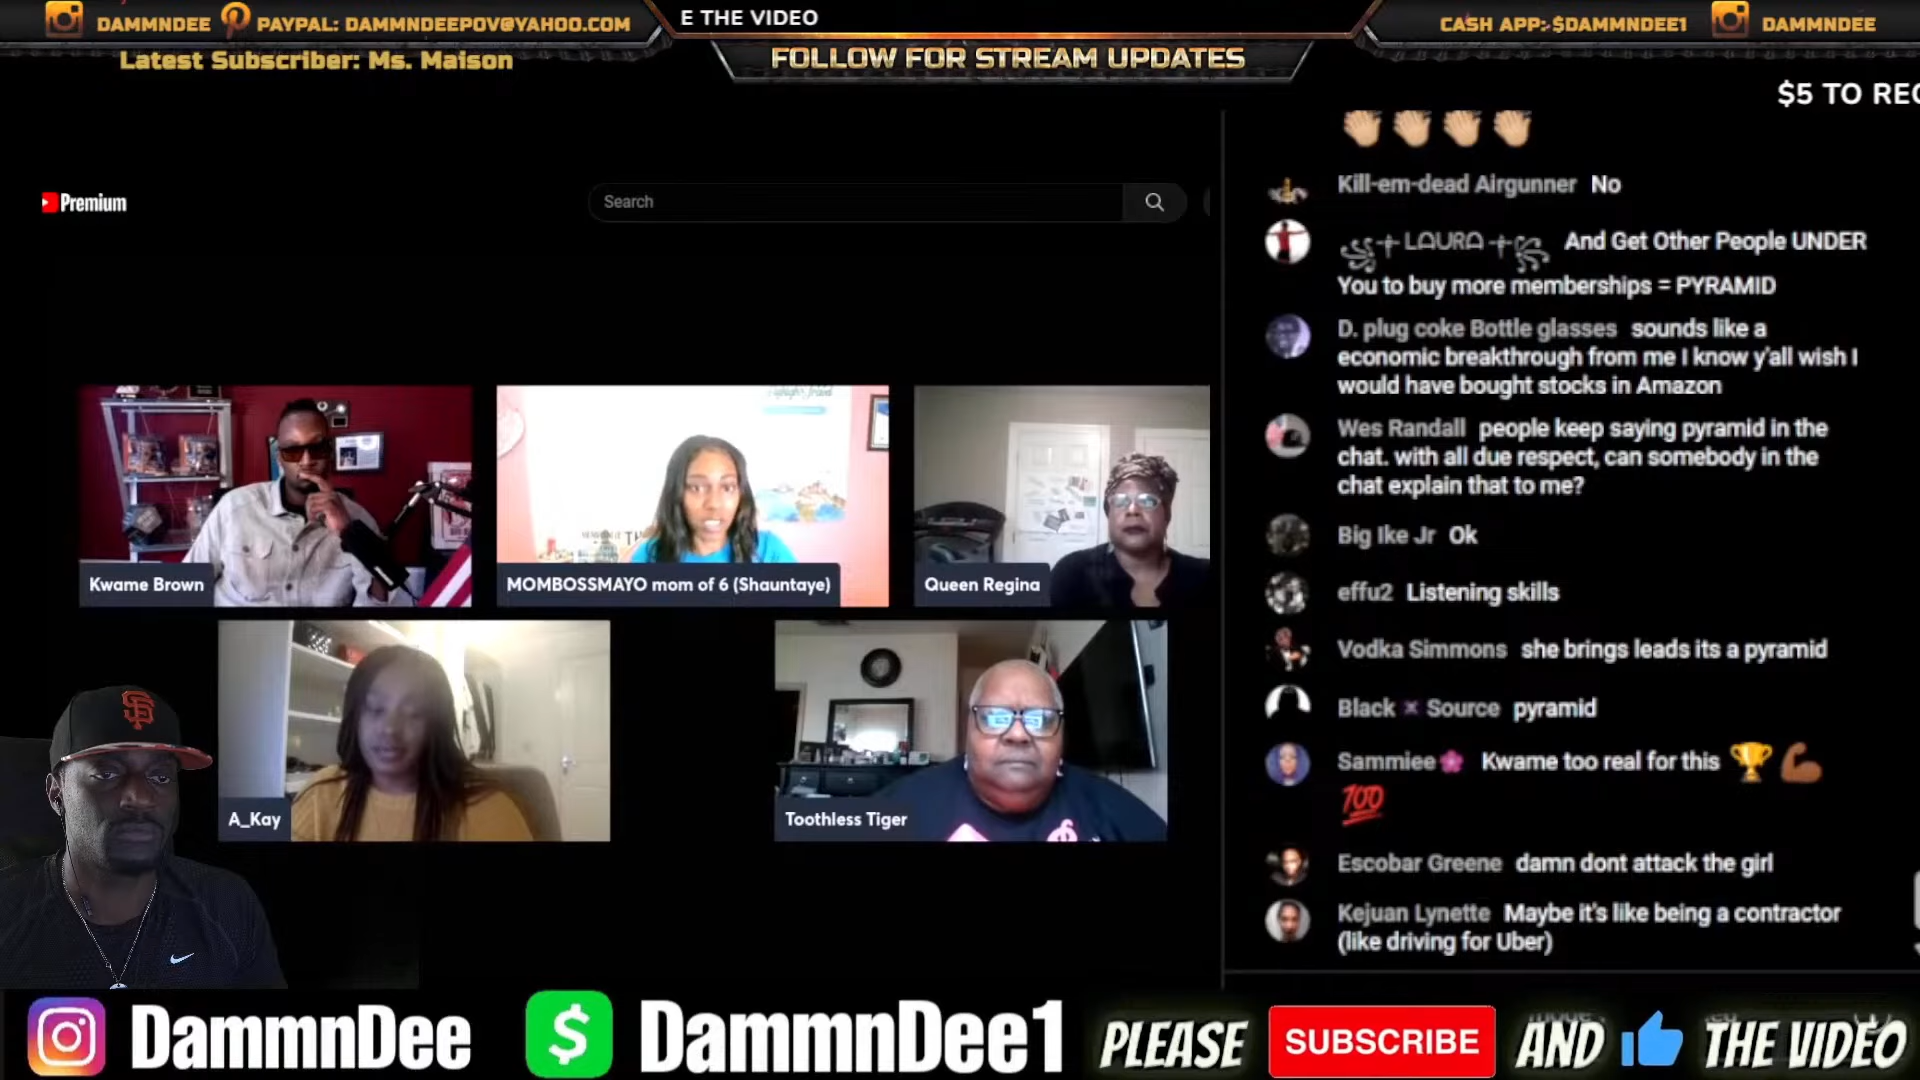 DAMMNDEE
PAYPAL: DAMMNDEEPOV@YAHOO.COM
E THE VIDEO
CASH APP: $DAMMNDEE1
DAMMNDEE
Latest Subscriber: Ms. Maison
FOLLOW FOR STREAM UPDATES
$5 TO REC
Premium
Search
Kill-em-dead Airgunner No
LAURA And Get Other People UNDER
You to buy more memberships = PYRAMID
D. plug coke Bottle glasses sounds like a
economic breakthrough from me I know y'all wish I
would have bought stocks in Amazon
Wes Randall people keep saying pyramid in the
chat. with all due respect, can somebody in the
chat explain that to me?
Big Ike Jr Ok
effu2 Listening skills
Vodka Simmons she brings leads its a pyramid
Black Source pyramid
Sammiee🌸 Kwame too real for this 🏆💪🏾
💯
Escobar Greene damn dont attack the girl
Kejuan Lynette Maybe it's like being a contractor
(like driving for Uber)
Kwame Brown
MOMBOSSMAYO mom of 6 (Shauntaye)
Queen Regina
A_Kay
Toothless Tiger
DammnDee
DammnDee1
PLEASE
SUBSCRIBE
AND
THE VIDEO